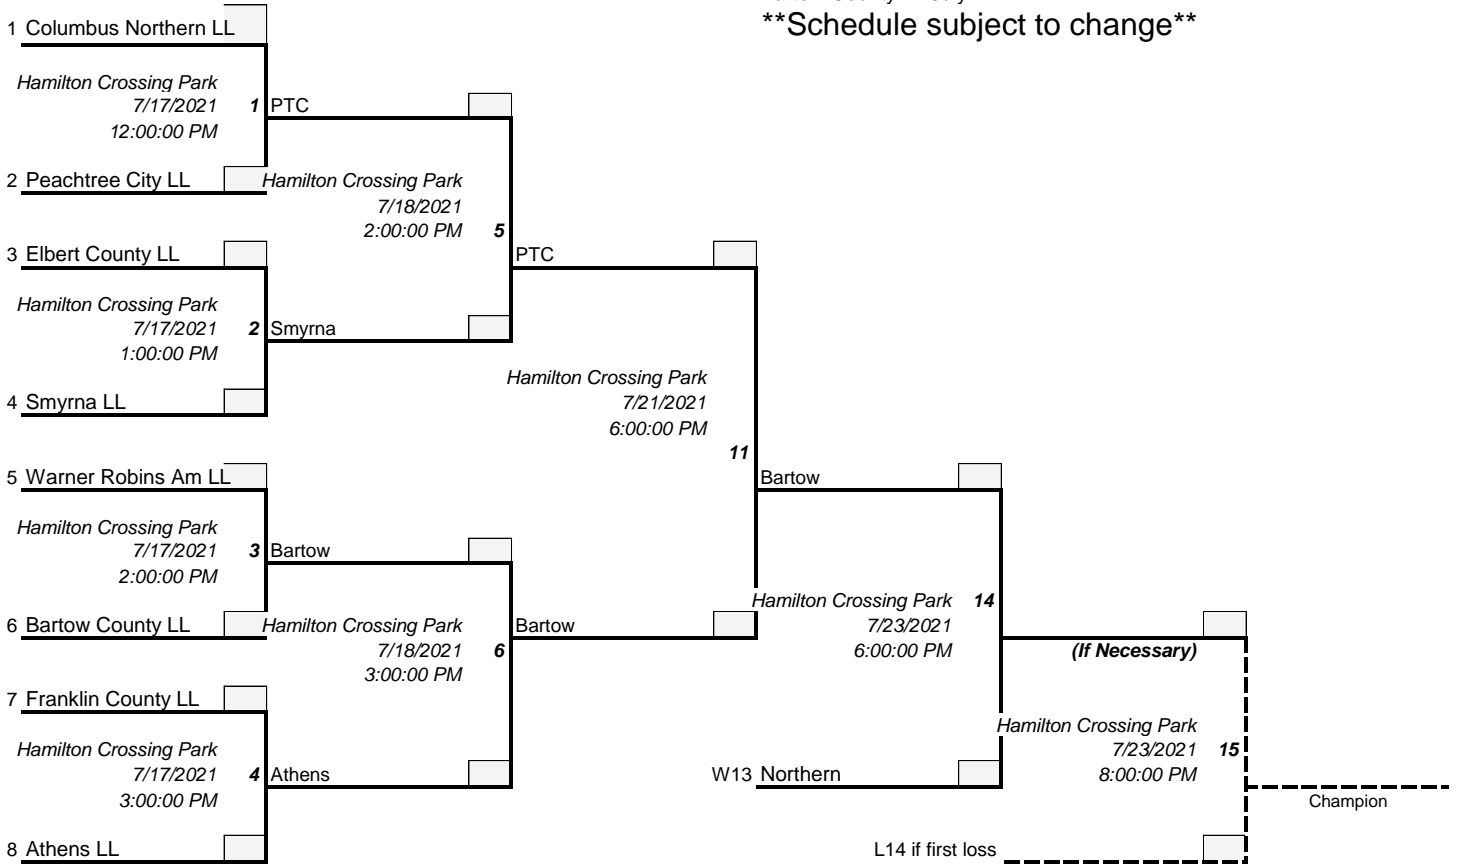 **Schedule subject to change**
1 Columbus Northern LL
Hamilton Crossing Park
7/17/2021 1 PTC
12:00:00 PM
2 Peachtree City LL
Hamilton Crossing Park
7/18/2021
2:00:00 PM 5
3 Elbert County LL
PTC
Hamilton Crossing Park
7/17/2021 2 Smyrna
1:00:00 PM
Hamilton Crossing Park
7/21/2021
6:00:00 PM
11
4 Smyrna LL
5 Warner Robins Am LL
Bartow
Hamilton Crossing Park
7/17/2021 3 Bartow
2:00:00 PM
Hamilton Crossing Park 14
7/23/2021
6:00:00 PM
6 Bartow County LL
Hamilton Crossing Park
7/18/2021 6
3:00:00 PM
Bartow
(If Necessary)
7 Franklin County LL
Hamilton Crossing Park
7/23/2021 15
8:00:00 PM
Hamilton Crossing Park
7/17/2021 4 Athens
3:00:00 PM
W13 Northern
Champion
8 Athens LL
L14 if first loss